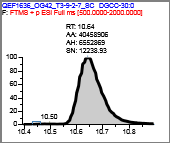 QEF1636_OG42_T3-9-2-7_SC DGCC-30:0
F: FTMS + p ESI Full ms [500.0000-2000.0000]
RT: 10.64
AA: 40458906
AH: 6552869
SN: 12238.93
100
80
60
40
20
0
10.50
10.4 10.5 10.6 10.7 10.8